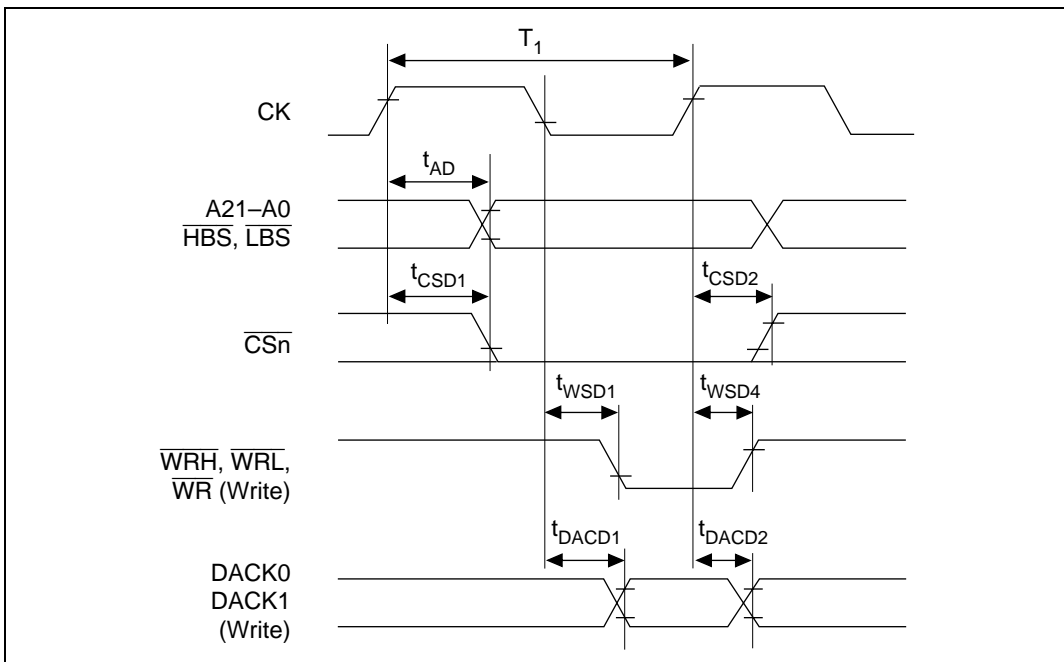 T1
CK
tAD
A21–A0
HBS, LBS
tCSD1
tCSD2
CSn
tWSD1
tWSD4
WRH, WRL,
WR (Write)
tDACD1
tDACD2
DACK0
DACK1
(Write)